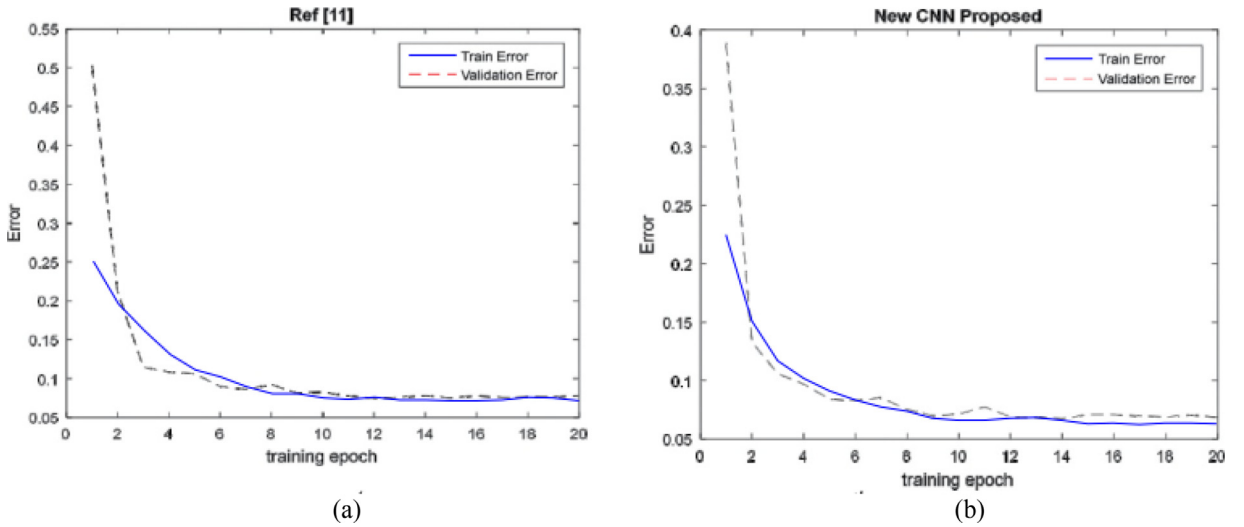 Ref [11]
0.55
0.5
0.45
0.4
0.35
0.3
0.25
0.2
0.15
0.1
0.05
Error
Train Error
Validation Error
0 2 4 6 8 10 12 14 16 18 20
training epoch
(a)
New CNN Proposed
0.4
0.35
0.3
0.25
0.2
0.15
0.1
0.05
Error
Train Error
Validation Error
0 2 4 6 8 10 12 14 16 18 20
training epoch
(b)